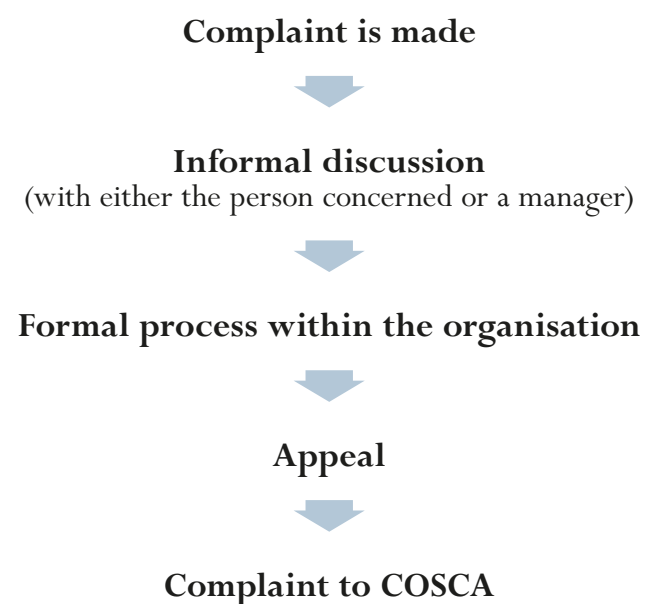 Complaint is made
Informal discussion
(with either the person concerned or a manager)
Formal process within the organisation
Appeal
Complaint to COSCA